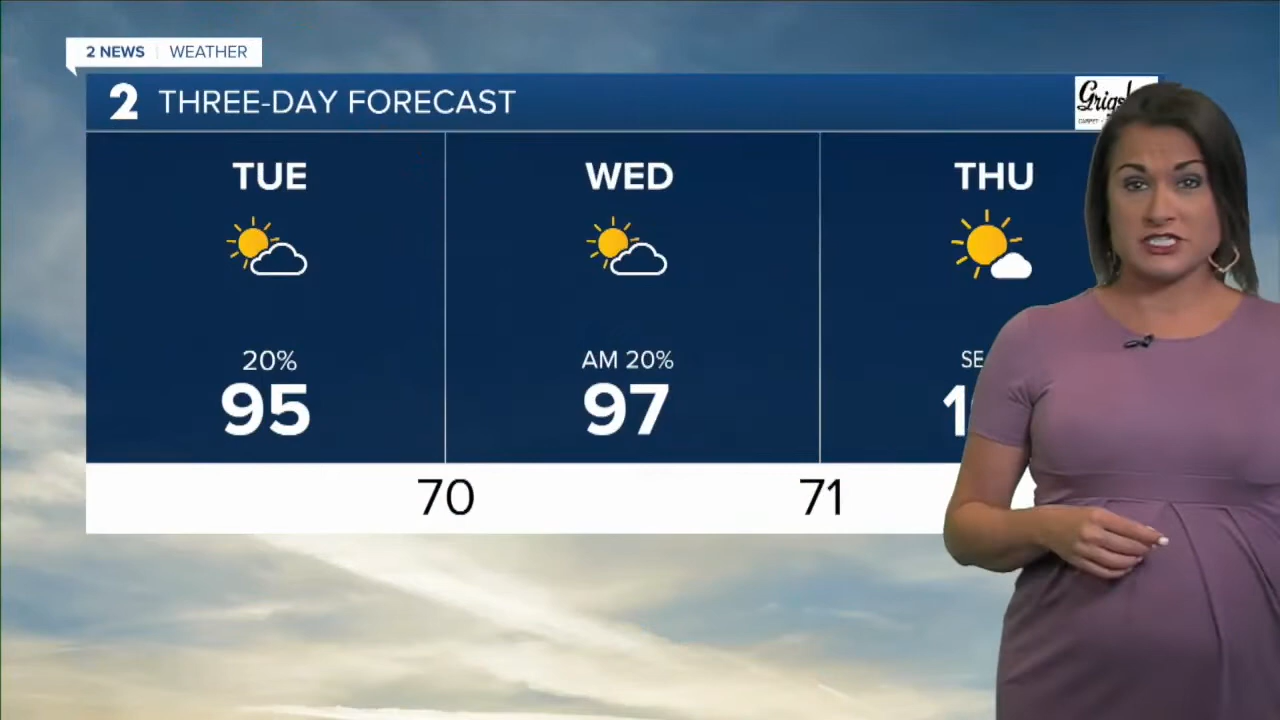 2 NEWS | WEATHER
2 THREE-DAY FORECAST
TUE
20%
95
WED
AM 20%
97
THU
70
71